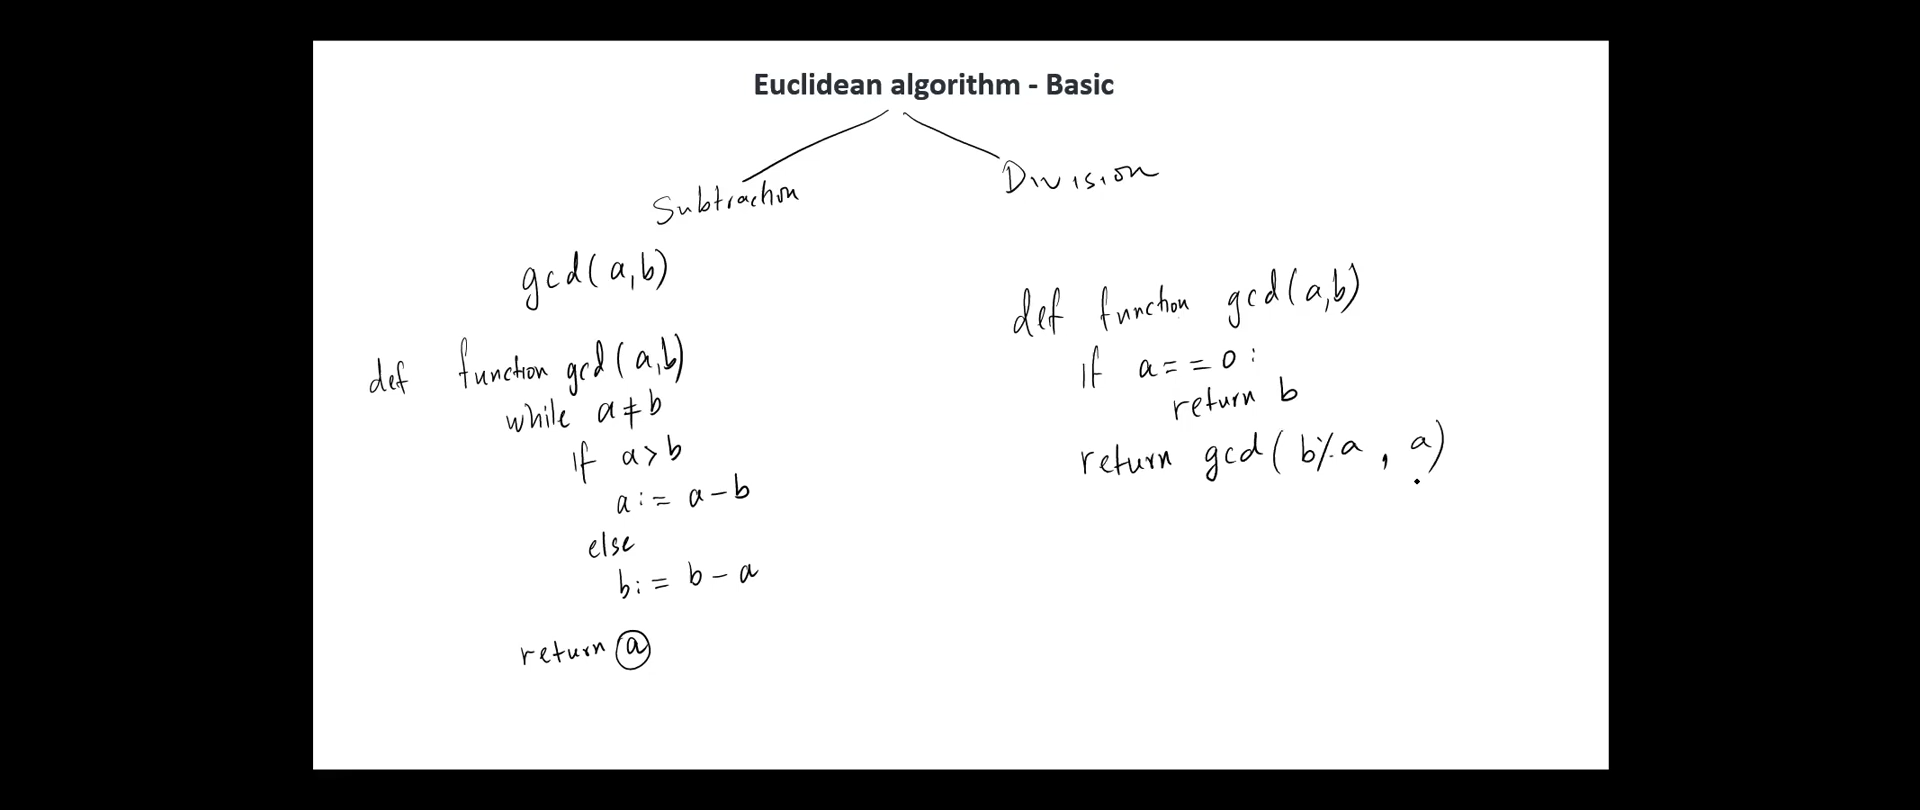 Euclidean algorithm - Basic
Subtraction
Division
gcd(a,b)
def function gcd(a,b)
while a ≠ b
if a > b
a := a - b
else
b := b - a
return a
def function gcd(a,b)
if a == 0 :
return b
return gcd( b%a , a)